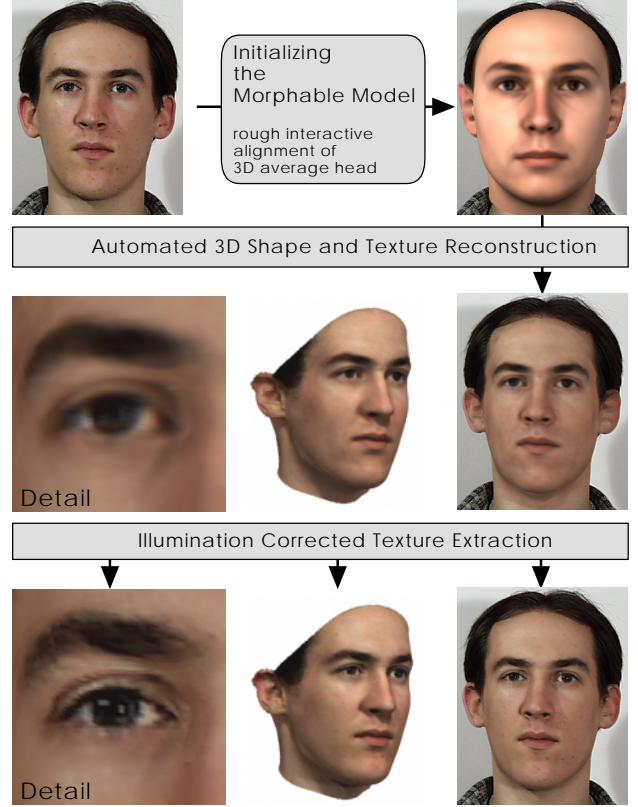 Initializing
the
Morphable Model
rough interactive
alignment of
3D average head
Automated 3D Shape and Texture Reconstruction
Detail
Illumination Corrected Texture Extraction
Detail